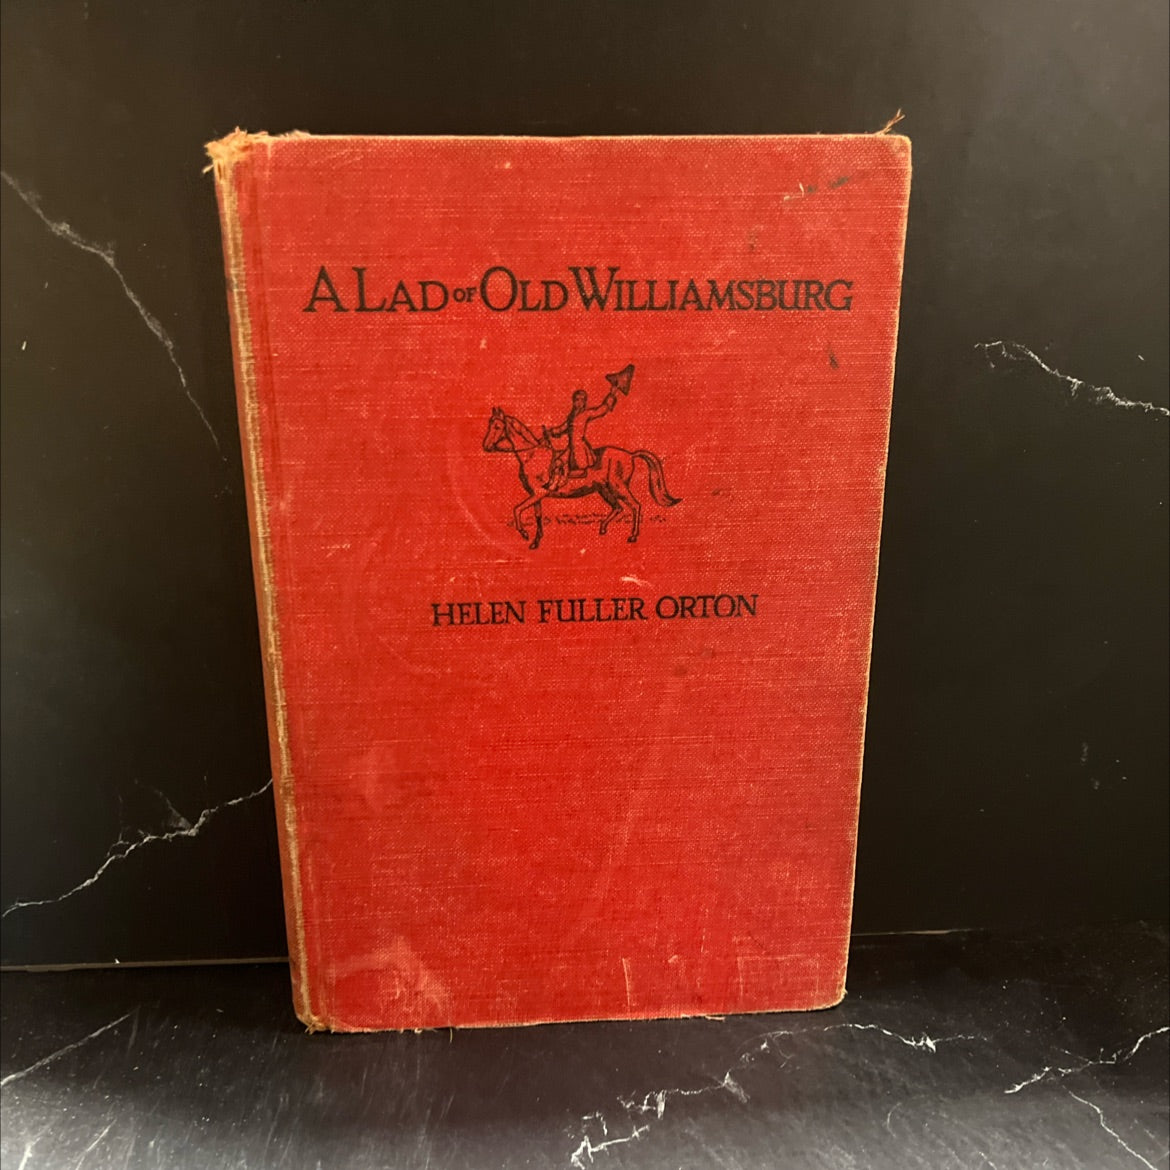 A LAD OF OLD WILLIAMSBURG
HELEN FULLER ORTON